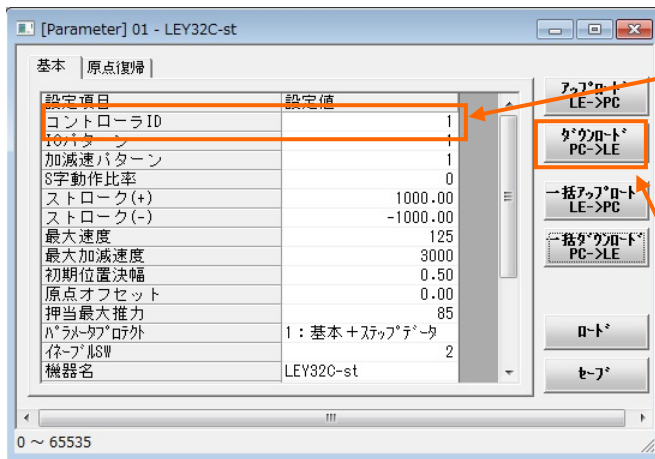 [Parameter] 01 - LEY32C-st
基本
原点復帰
設定項目 設定値
コントローラID 1
IOパターン 1
加減速パターン 1
S字動作比率 0
ストローク(+) 1000.00
ストローク(-) -1000.00
最大速度 125
最大加減速度 3000
初期位置決幅 0.50
原点オフセット 0.00
押当最大推力 85
ﾊﾟﾗﾒｰﾀﾌﾟﾛﾃｸﾄ 1：基本＋ｽﾃｯﾌﾟﾃﾞｰﾀ
ｲﾈｰﾌﾞﾙSW 2
機器名 LEY32C-st
ｱｯﾌﾟﾛｰﾄﾞ
LE->PC
ﾀﾞｳﾝﾛｰﾄﾞ
PC->LE
一括ｱｯﾌﾟﾛｰﾄﾞ
LE->PC
一括ﾀﾞｳﾝﾛｰﾄﾞ
PC->LE
ﾛｰﾄﾞ
ｾｰﾌﾞ
0 ～ 65535